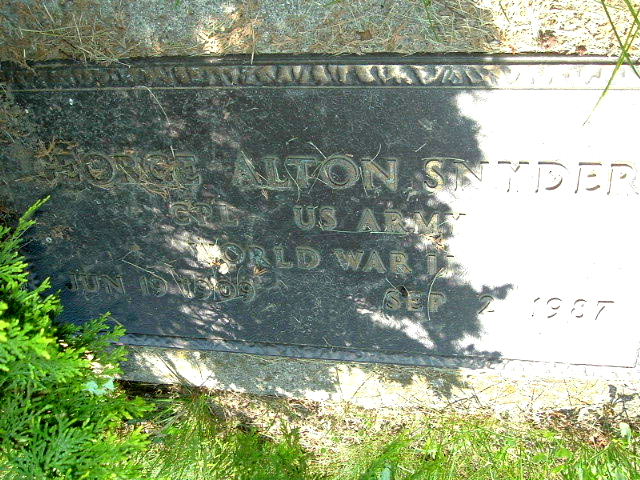 GEORGE ALTON SNYDER
CPL US ARMY
WORLD WAR II
JUN 19 1909 SEP 2 1987